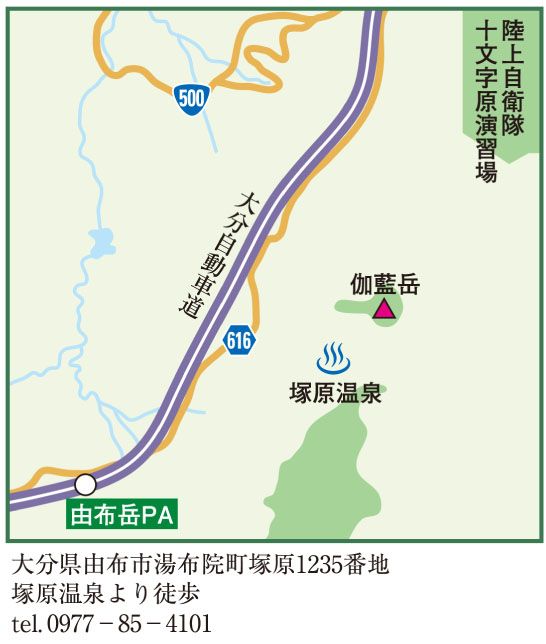 陸上自衛隊
十文字原演習場
500
大分自動車道
伽藍岳
616
塚原温泉
由布岳PA
大分県由布市湯布院町塚原1235番地
塚原温泉より徒歩
tel. 0977－85－4101